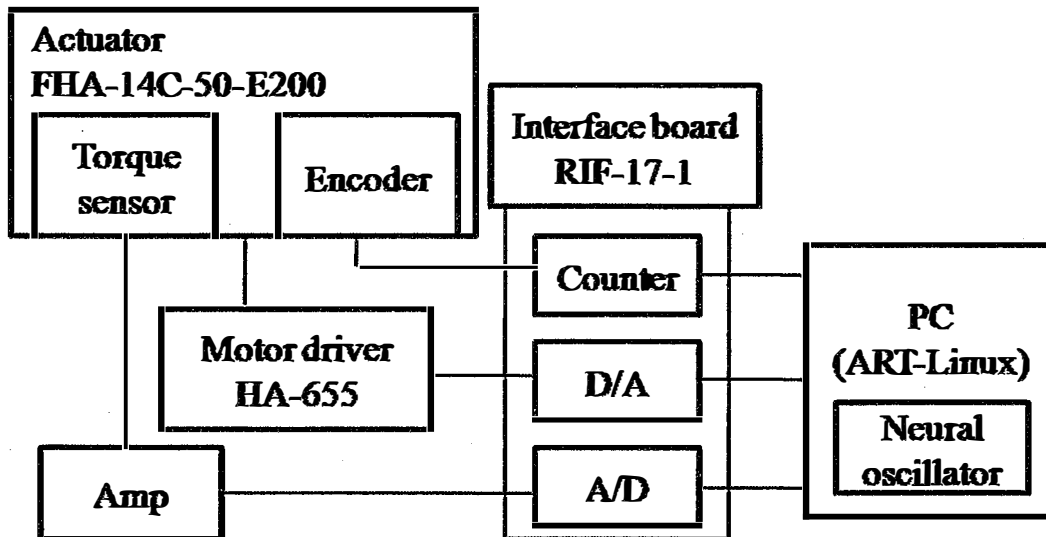 Actuator
FHA-14C-50-E200
Torque
sensor
Encoder
Interface board
RIF-17-1
Counter
Motor driver
HA-655
D/A
PC
(ART-Linux)
Neural
oscillator
Amp
A/D